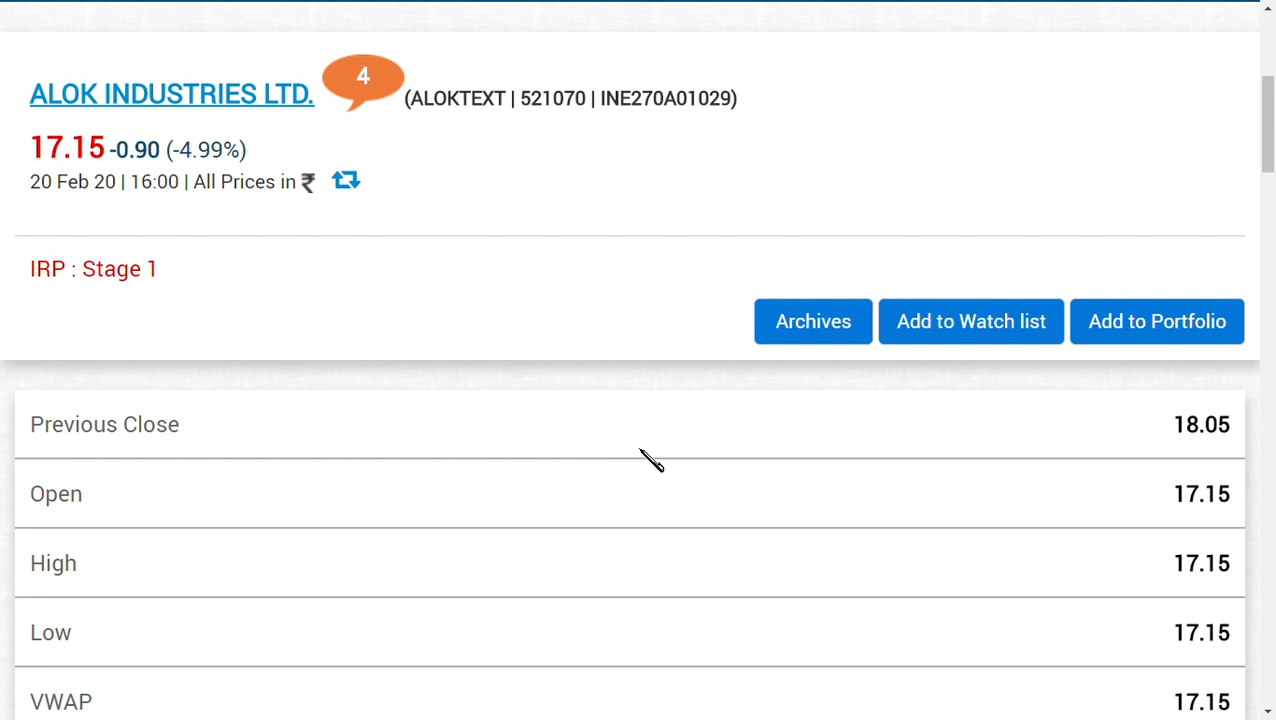 ALOK INDUSTRIES LTD. 4 (ALOKTEXT | 521070 | INE270A01029)
17.15 -0.90 (-4.99%)
20 Feb 20 | 16:00 | All Prices in ₹
IRP : Stage 1
Archives Add to Watch list Add to Portfolio
Previous Close 18.05
Open 17.15
High 17.15
Low 17.15
VWAP 17.15